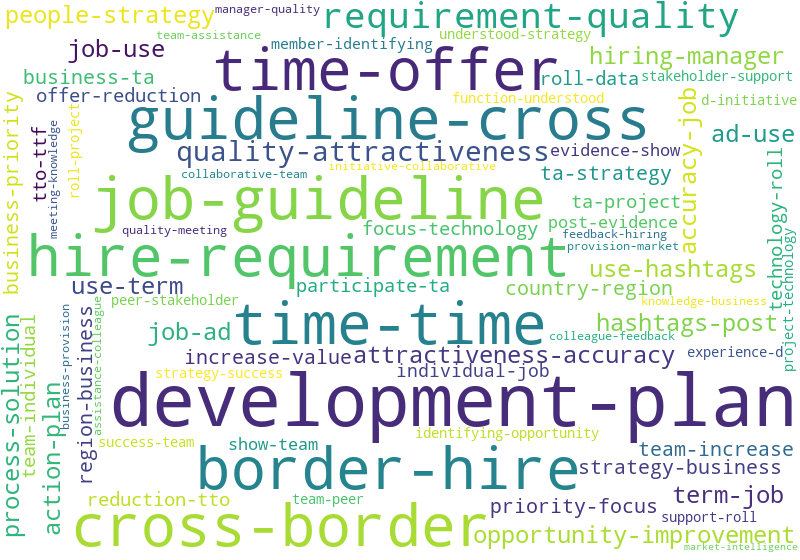 people-strategy
manager-quality
requirement-quality
team-assistance
understood-strategy
job-use
member-identifying
time-offer
hiring-manager
business-ta
roll-data
stakeholder-support
offer-reduction
function-understood
d-initiative
guideline-cross
ad-use
business-priority
tto-ttf
meeting-knowledge
roll-project
quality-attractiveness
evidence-show
accuracy-job
collaborative-team
initiative-collaborative
ta-strategy
technology-roll
job-guideline
ta-project
post-evidence
quality-meeting
focus-technology
feedback-hiring
provision-market
project-technology
hire-requirement
use-hashtags
use-term
participate-ta
country-region
peer-stakeholder
knowledge-business
time-time
job-ad
hashtags-post
colleague-feedback
process-solution
team-individual
action-plan
business-provision
region-business
assistance-colleague
increase-value
attractiveness-accuracy
experience-d
strategy-success
individual-job
development-plan
identifying-opportunity
success-team
show-team
team-increase
border-hire
strategy-business
reduction-tto
team-peer
priority-focus
term-job
support-roll
cross-border
opportunity-improvement
market-intelligence